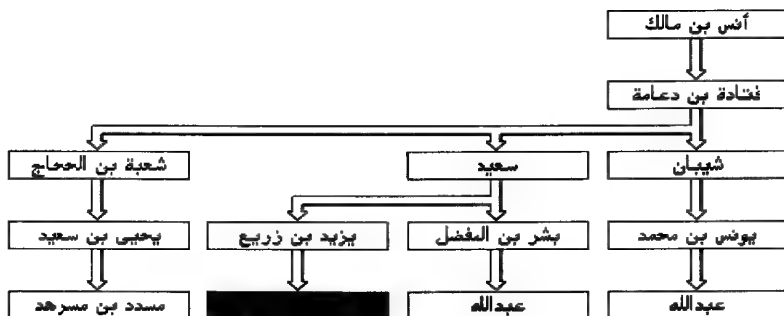 أنس بن مالك
قتادة بن دعامة
شيبان
سعيد
شعبة بن الحجاج
يونس بن محمد
بشر بن المفضل
يزيد بن زريع
يحيى بن سعيد
عبدالله
عبدالله
مسدد بن مسرهد